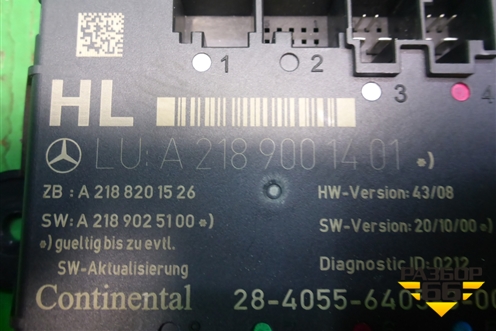 1 2
3 4
HL
LU: A 218 900 14 01 *)
ZB : A 218 820 15 26
HW-Version: 43/08
SW: A 218 902 51 00 *)
SW-Version: 20/10/00 *)
*) gueltig bis zu evtl.
SW-Aktualisierung
Diagnostic ID: 0212
Continental
28-4055-640
РАЗБОР
66